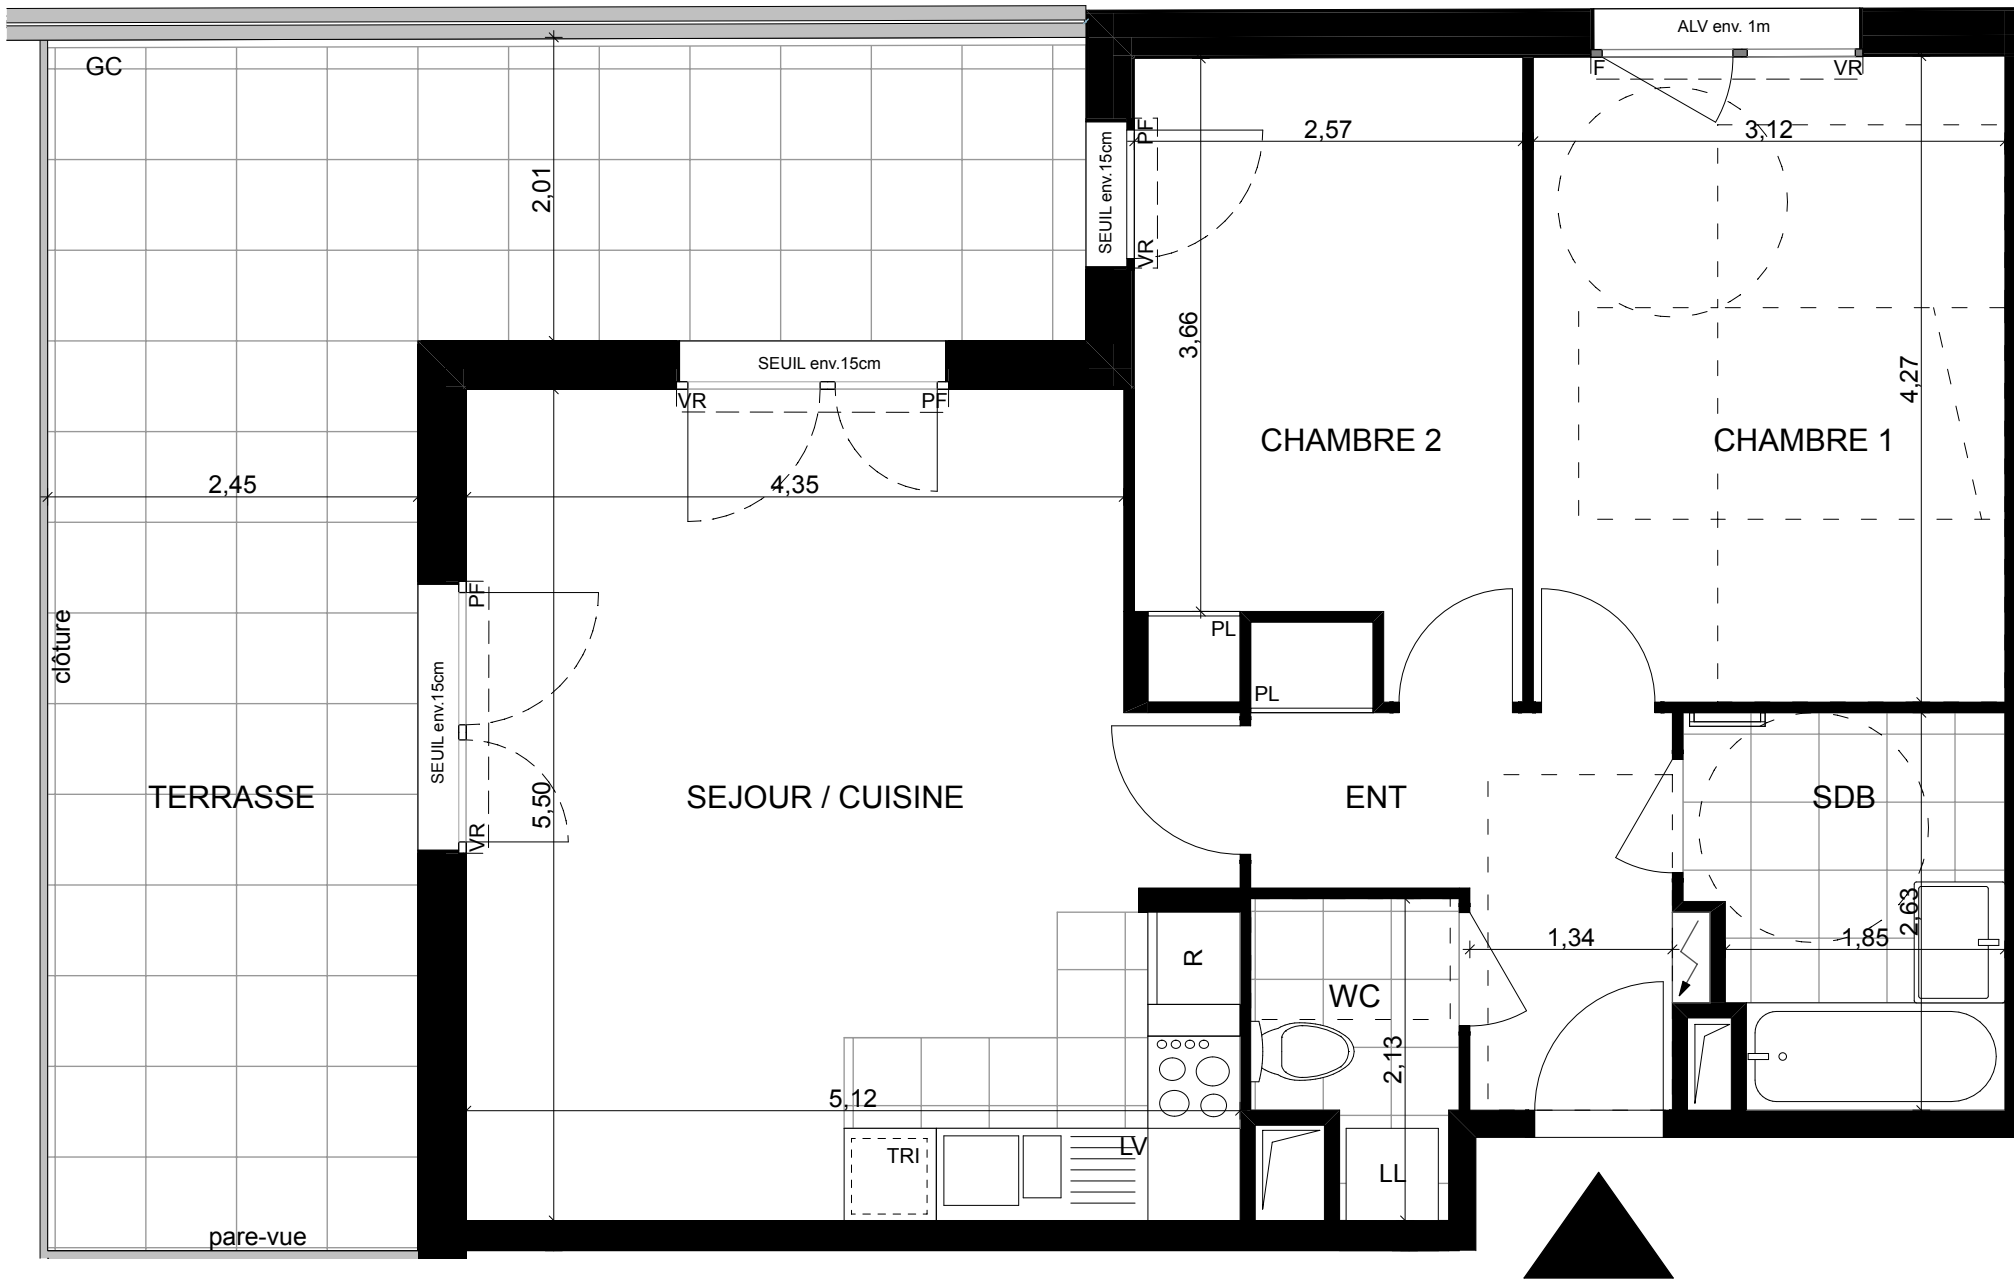 ALV env. 1m
GC
F
VR
PF
2,57
3,12
SEUIL env.15cm
2,01
VR
3,66
SEUIL env.15cm
4,27
VR
PF
CHAMBRE 2
CHAMBRE 1
2,45
4,35
PF
clôture
PL
PL
SEUIL env.15cm
TERRASSE
5,50
SEJOUR / CUISINE
ENT
SDB
VR
2,63
1,34
1,85
R
WC
2,13
5,12
TRI
LV
LL
pare-vue